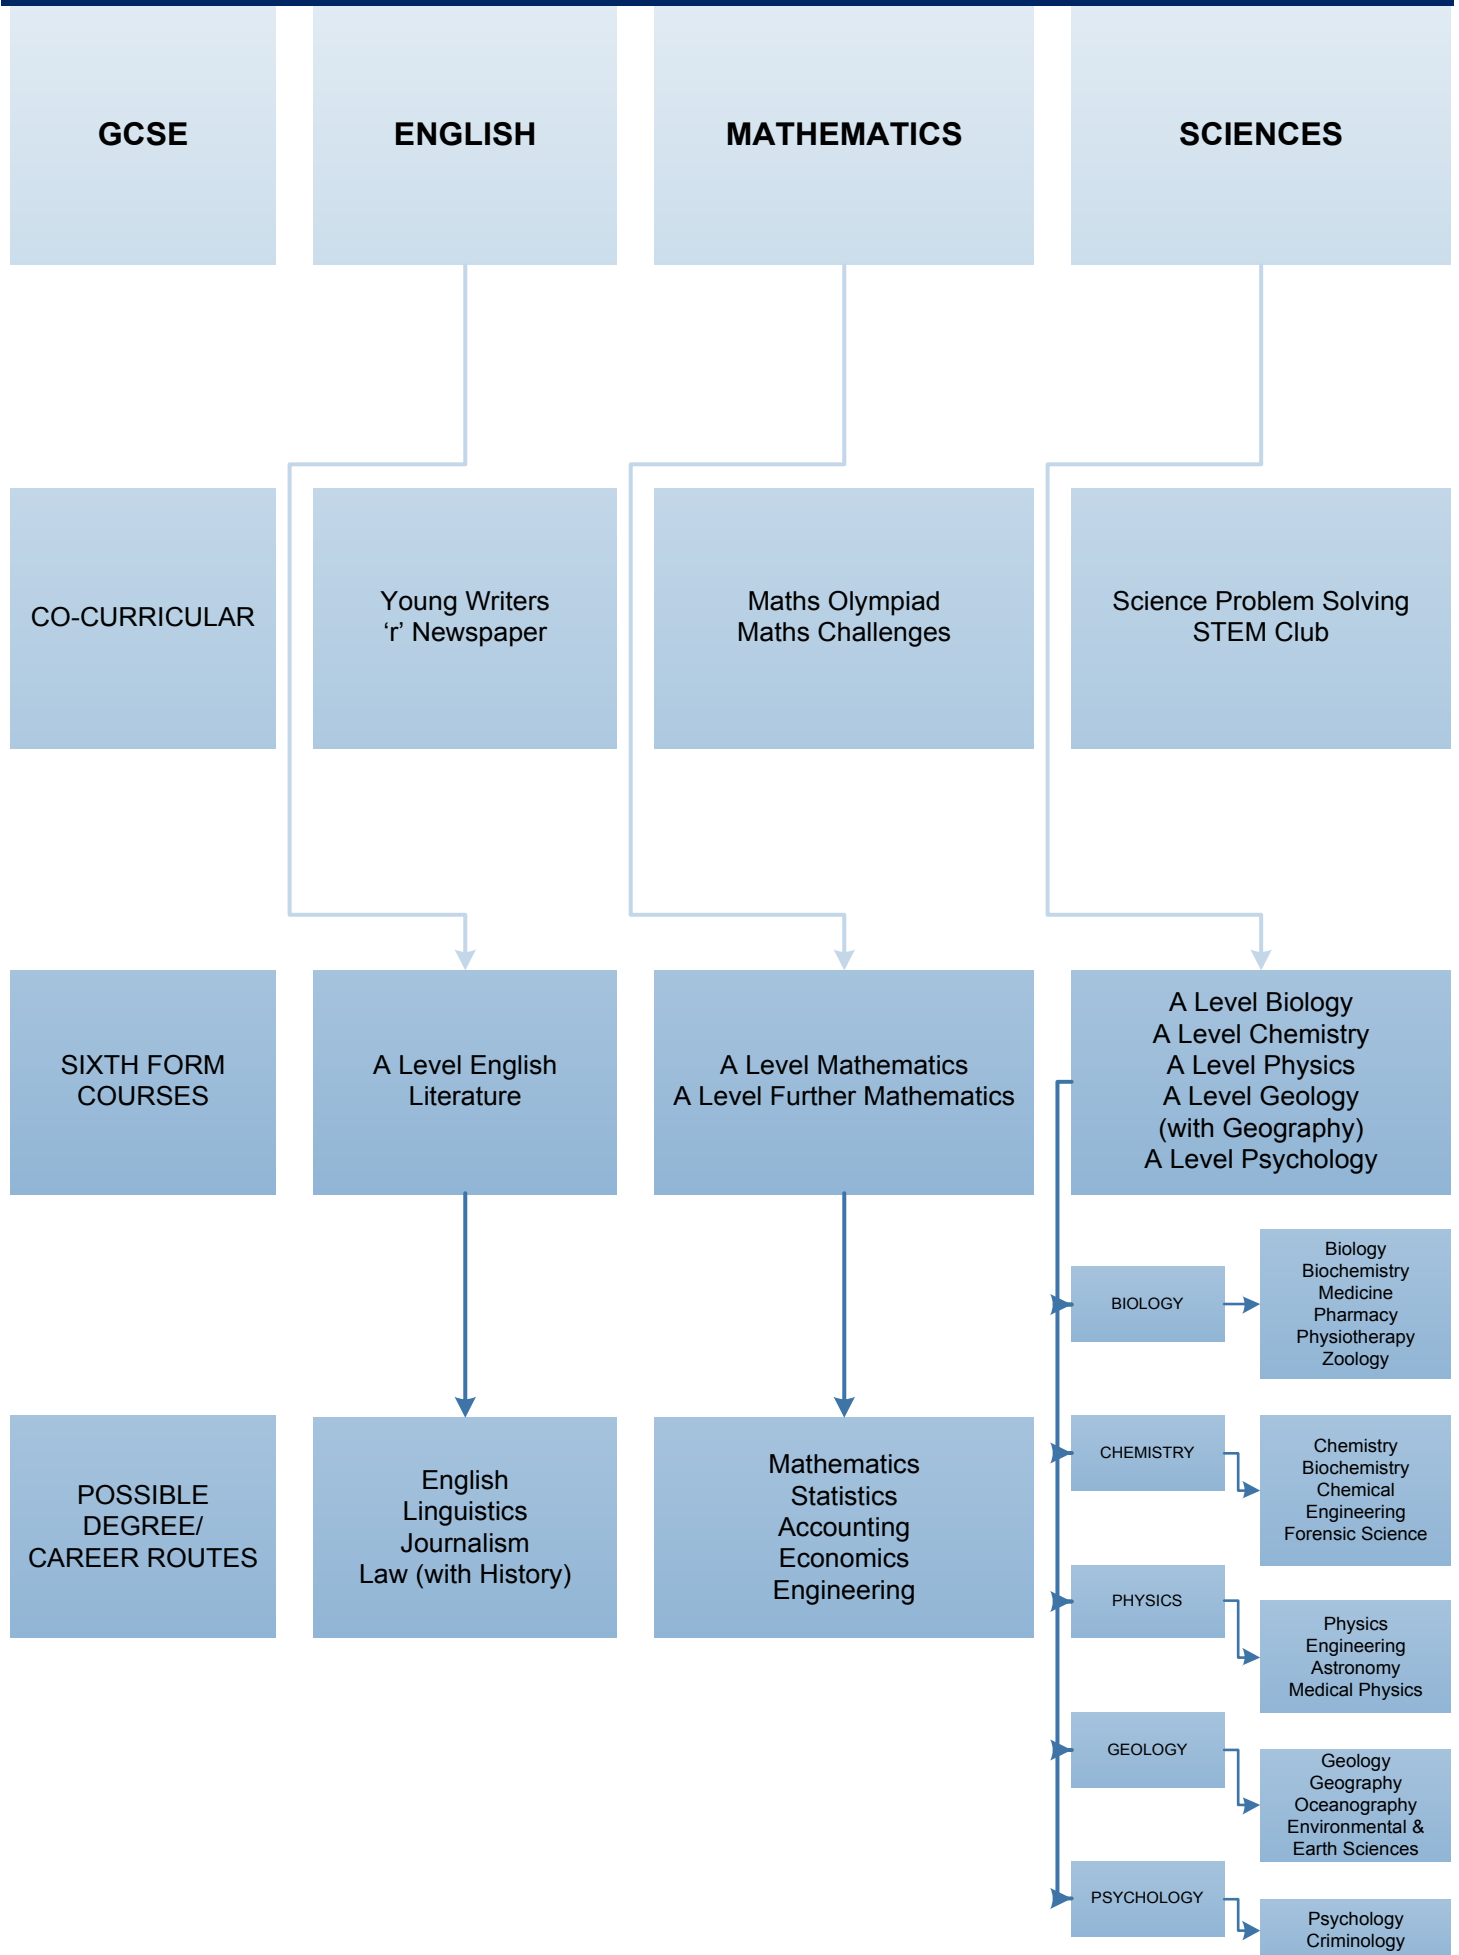 GCSE
ENGLISH
MATHEMATICS
SCIENCES
CO-CURRICULAR
Young Writers
‘r’ Newspaper
Maths Olympiad
Maths Challenges
Science Problem Solving
STEM Club
SIXTH FORM
COURSES
A Level English
Literature
A Level Mathematics
A Level Further Mathematics
A Level Biology
A Level Chemistry
A Level Physics
A Level Geology
(with Geography)
A Level Psychology
POSSIBLE
DEGREE/
CAREER ROUTES
English
Linguistics
Journalism
Law (with History)
Mathematics
Statistics
Accounting
Economics
Engineering
BIOLOGY
Biology
Biochemistry
Medicine
Pharmacy
Physiotherapy
Zoology
CHEMISTRY
Chemistry
Biochemistry
Chemical
Engineering
Forensic Science
PHYSICS
Physics
Engineering
Astronomy
Medical Physics
GEOLOGY
Geology
Geography
Oceanography
Environmental &
Earth Sciences
PSYCHOLOGY
Psychology
Criminology